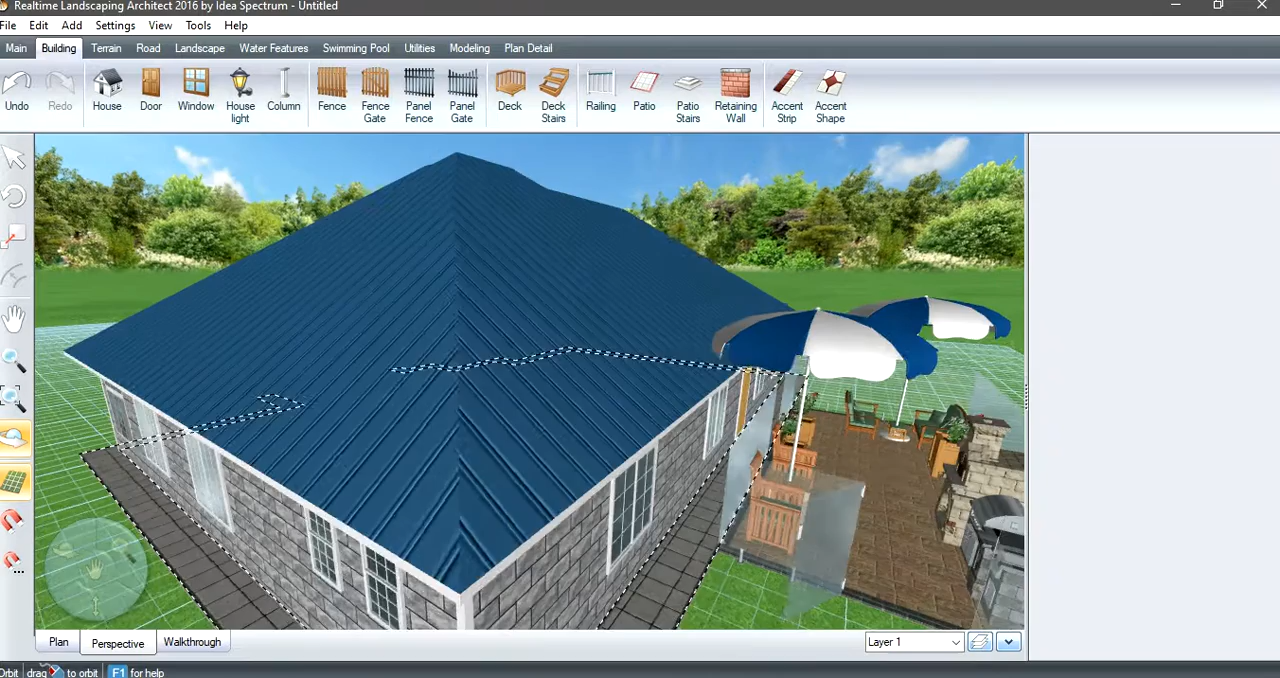 Realtime Landscaping Architect 2016 by Idea Spectrum - Untitled
File Edit Add Settings View Tools Help
Main Building Terrain Road Landscape Water Features Swimming Pool Utilities Modeling Plan Detail
Undo Redo House Door Window House light Column Fence Fence Gate Panel Fence Panel Gate Deck Deck Stairs Railing Patio Patio Stairs Retaining Wall Accent Strip Accent Shape
Plan Perspective Walkthrough Layer 1
Orbit drag to orbit F1 for help